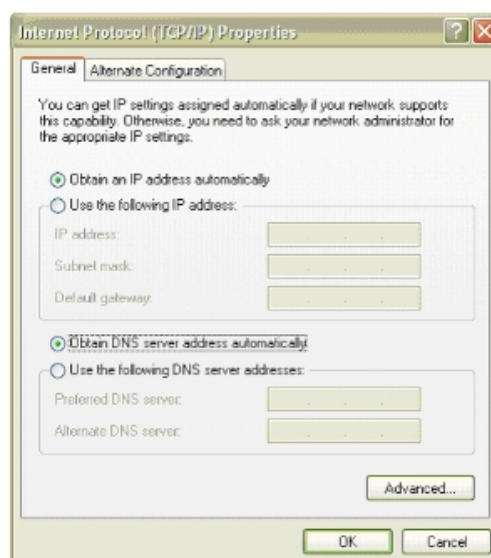 Internet Protocol (TCP/IP) Properties
General
Alternate Configuration
You can get IP settings assigned automatically if your network supports
this capability. Otherwise, you need to ask your network administrator for
the appropriate IP settings.
Obtain an IP address automatically
Use the following IP address:
IP address:
Subnet mask:
Default gateway:
Obtain DNS server address automatically
Use the following DNS server addresses:
Preferred DNS server:
Alternate DNS server:
Advanced...
OK
Cancel